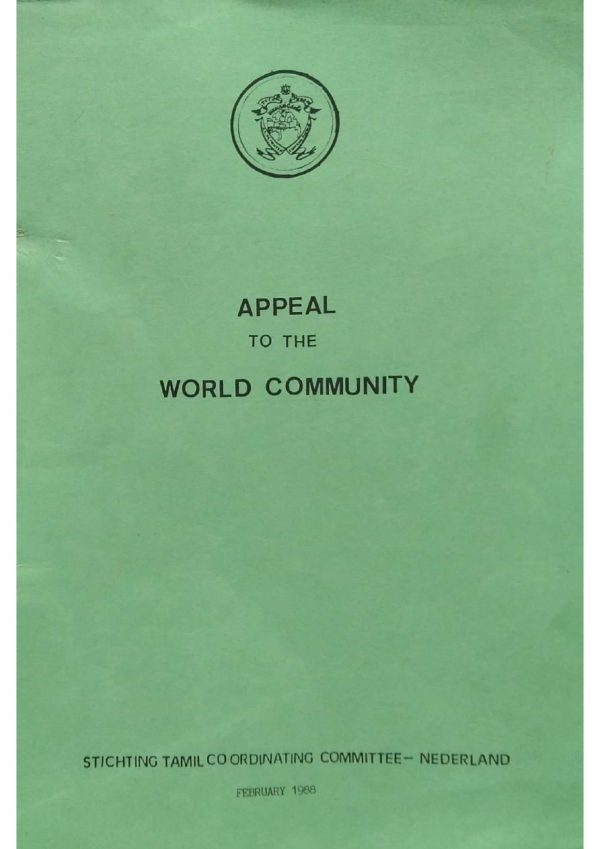 APPEAL
TO THE
WORLD COMMUNITY
STICHTING TAMIL CO ORDINATING COMMITTEE- NEDERLAND
FEBRUARY 1988